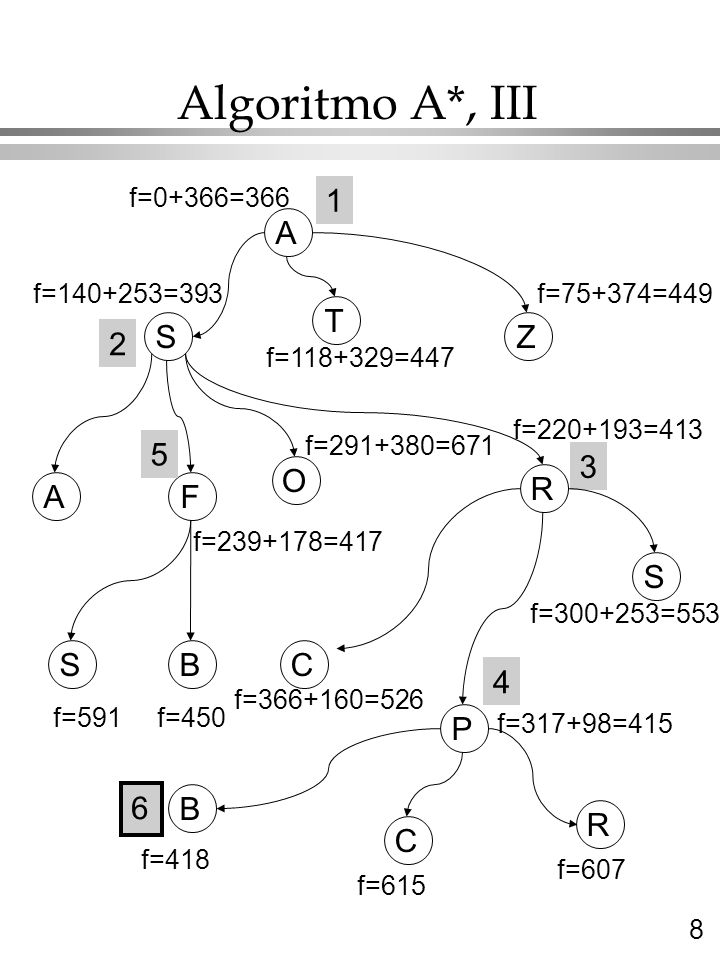 Algoritmo A*, III
f=0+366=366
1
A
f=140+253=393
f=75+374=449
T
2
S
Z
f=118+329=447
f=220+193=413
5
f=291+380=671
3
A
F
O
R
f=239+178=417
S
f=300+253=553
S
B
C
4
f=366+160=526
f=591
f=450
P
f=317+98=415
6
B
R
C
f=418
f=607
f=615
8